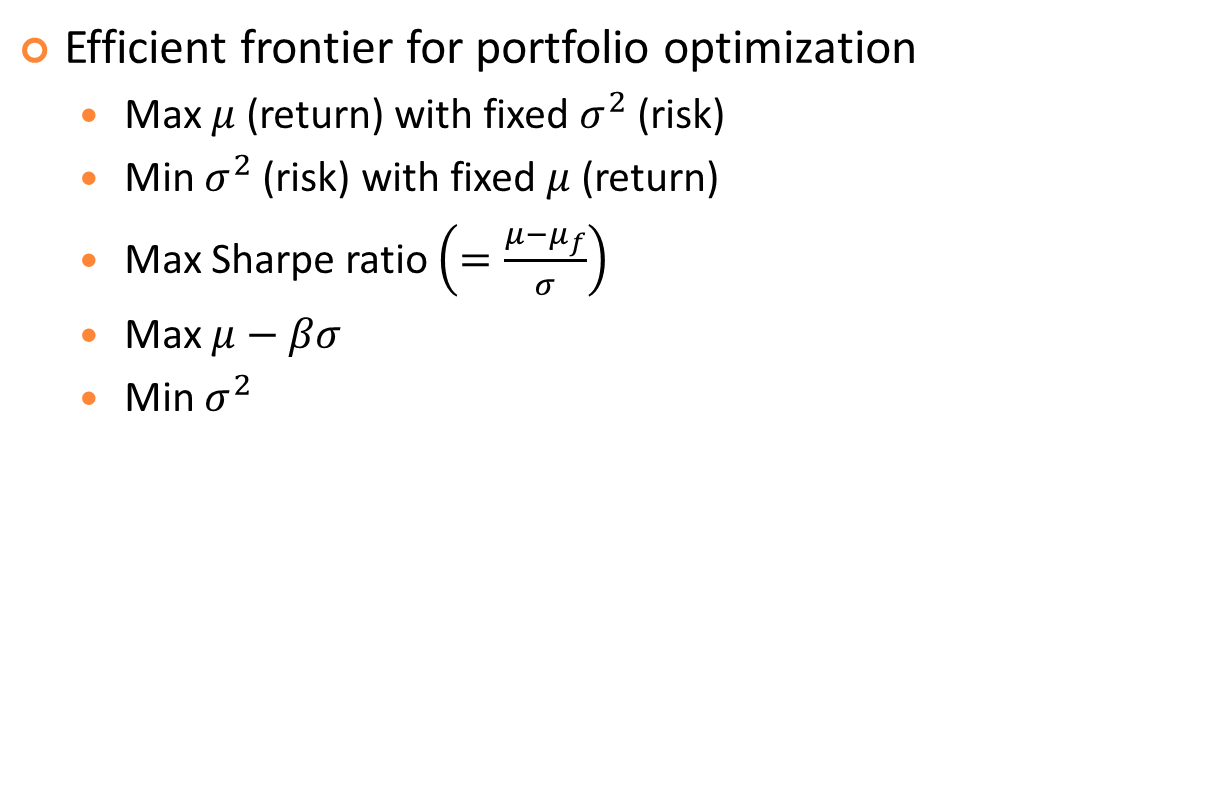 Efficient frontier for portfolio optimization
Max μ (return) with fixed σ² (risk)
Min σ² (risk) with fixed μ (return)
Max Sharpe ratio (= (μ−μ_f)/σ)
Max μ − βσ
Min σ²